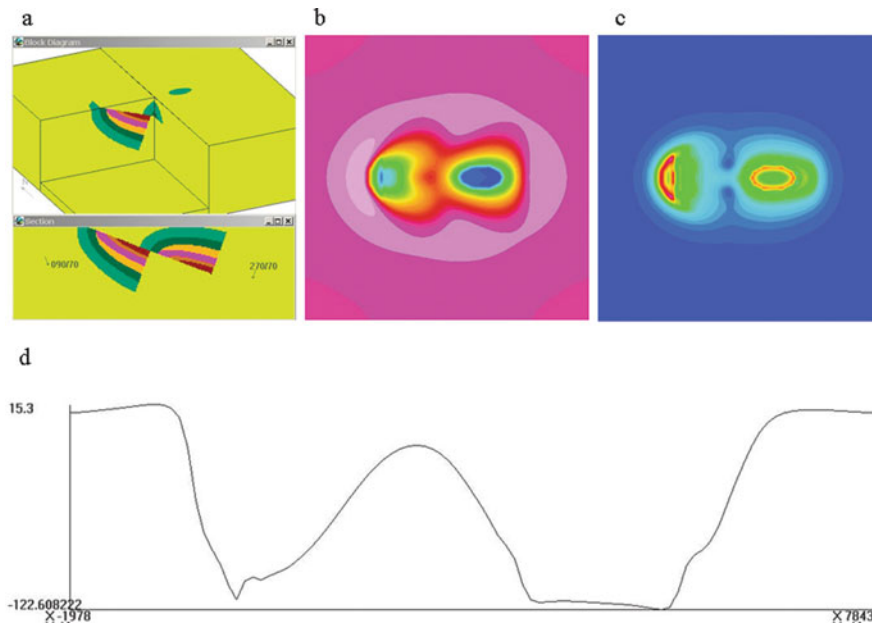 a
b
c
Block Diagram
Section
090/70
270/70
d
15.3
-122.608222
X -1978
X 7843